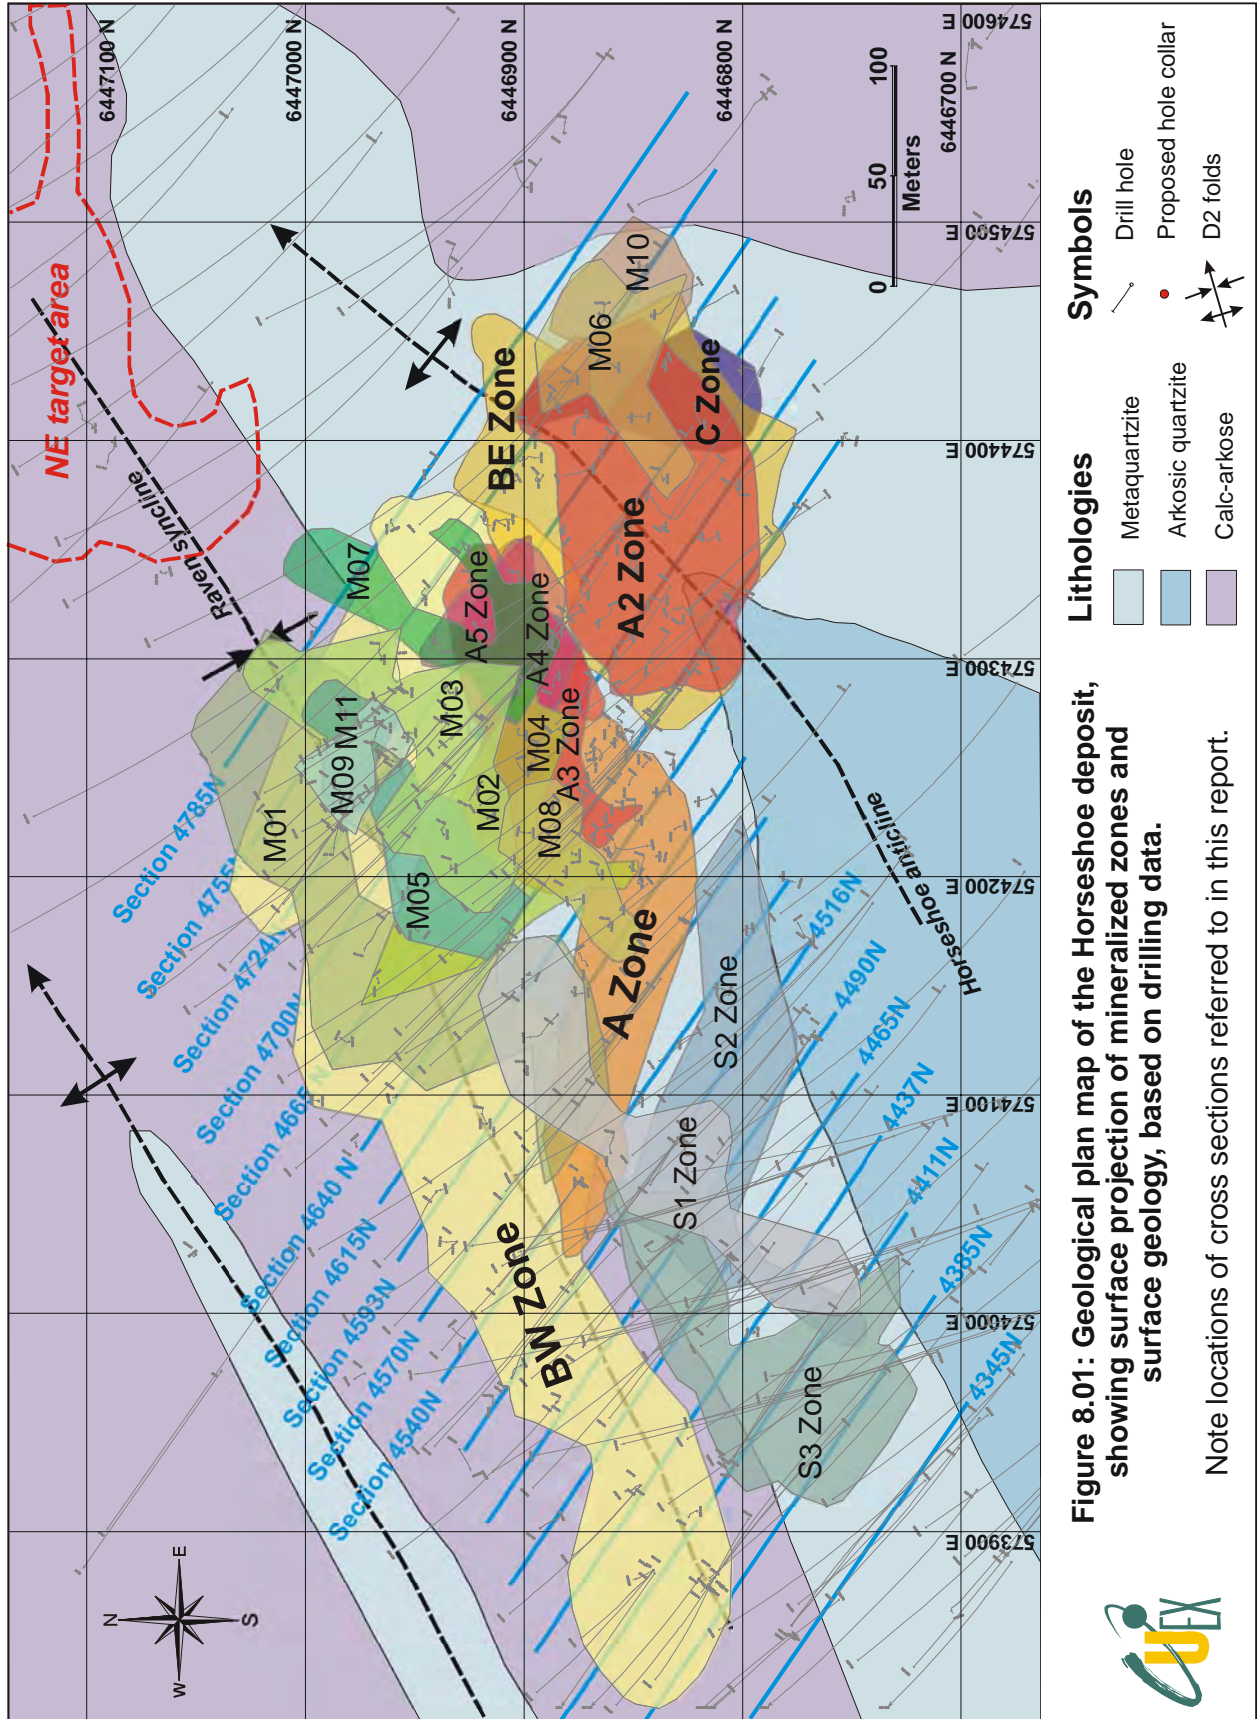 6447100 N
6447000 N
6446900 N
6446800 N
6446700 N
573900 E
574000 E
574100 E
574200 E
574300 E
574400 E
574500 E
574600 E
N
S
W
E
NE target area
Raven syncline
Horseshoe anticline
Section 4785N
Section 4755N
Section 4724
Section 4700N
Section 4665 N
Section 4640 N
Section 4615N
Section 4593N
Section 4570N
Section 4540N
4516N
4490N
4465N
4437N
4411N
4385N
4345N
M01
M09
M11
M07
M03
M05
M02
M04
M08
M06
M10
A5 Zone
A4 Zone
A3 Zone
A2 Zone
A Zone
BE Zone
BW Zone
C Zone
S1 Zone
S2 Zone
S3 Zone
0
50
100
Meters
UEX
Figure 8.01: Geological plan map of the Horseshoe deposit,
showing surface projection of mineralized zones and
surface geology, based on drilling data.
Note locations of cross sections referred to in this report.
Lithologies
Metaquartzite
Arkosic quartzite
Calc-arkose
Symbols
Drill hole
Proposed hole collar
D2 folds